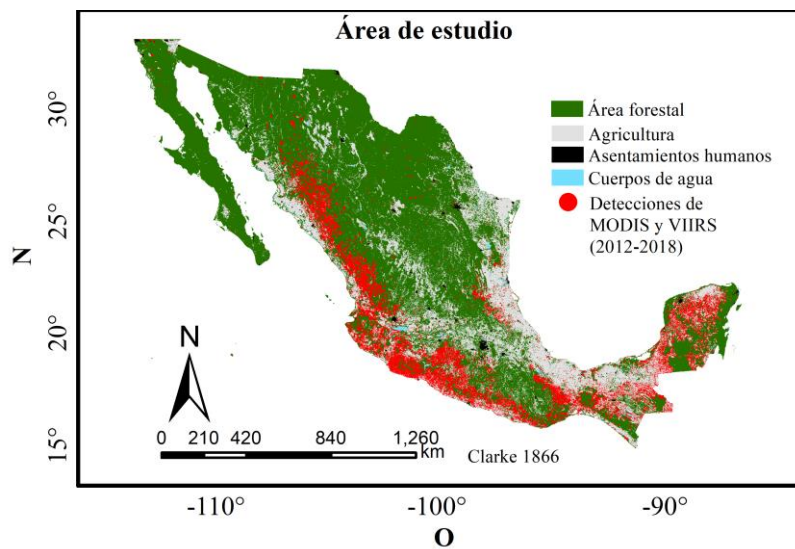 Área de estudio
30°
25°
20°
15°
N
Área forestal
Agricultura
Asentamientos humanos
Cuerpos de agua
Detecciones de
MODIS y VIIRS
(2012-2018)
N
0 210 420 840 1,260
km
Clarke 1866
-110° -100° -90°
O